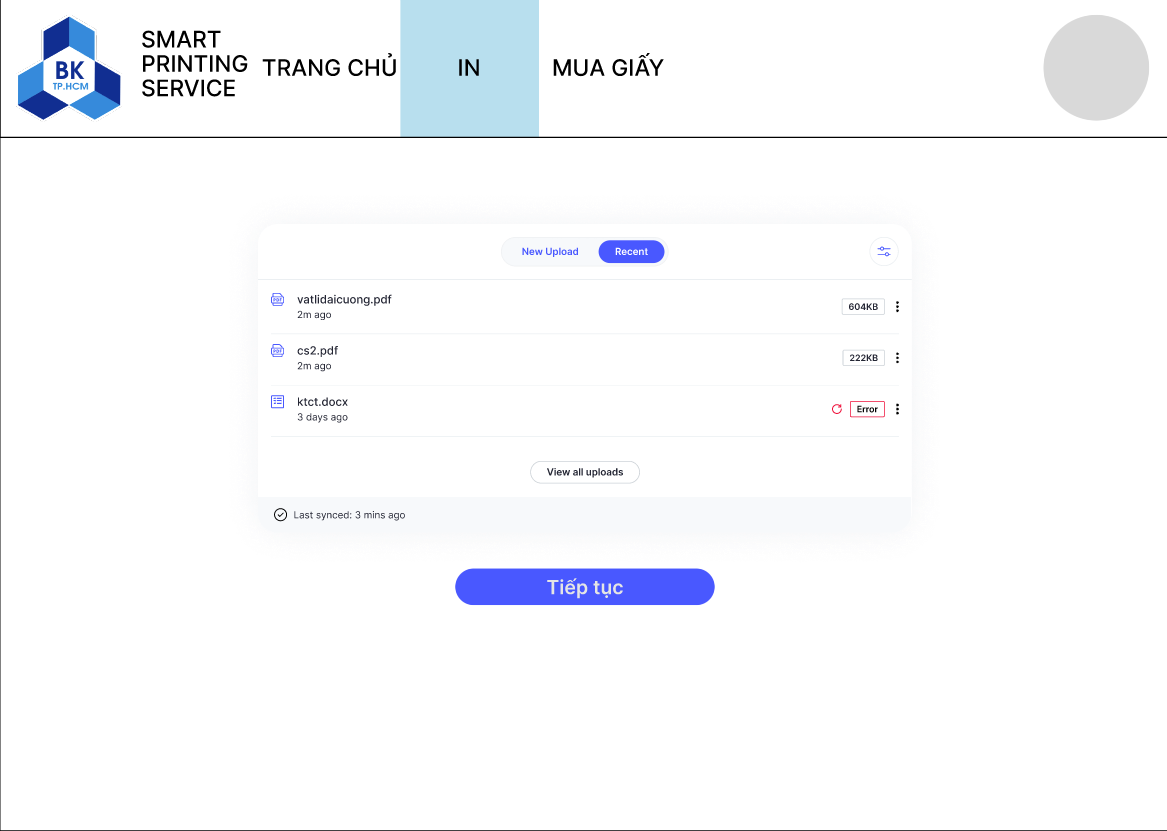 BK
TP.HCM
SMART
PRINTING
SERVICE
TRANG CHỦ
IN
MUA GIẤY
New Upload
Recent
PDF
vatlidaicuong.pdf
2m ago
604KB
PDF
cs2.pdf
2m ago
222KB
ktct.docx
3 days ago
Error
View all uploads
Last synced: 3 mins ago
Tiếp tục